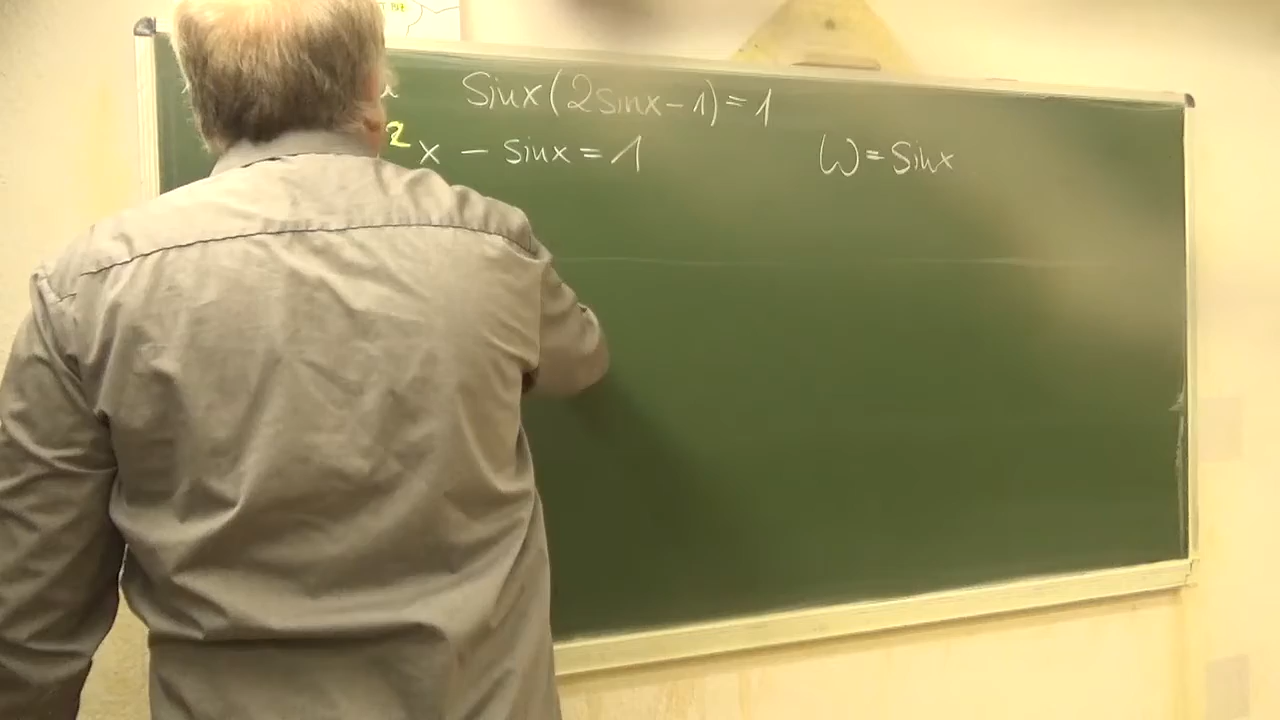 Sinx(2sinx-1)=1
²x - sinx = 1
ω = Sinx